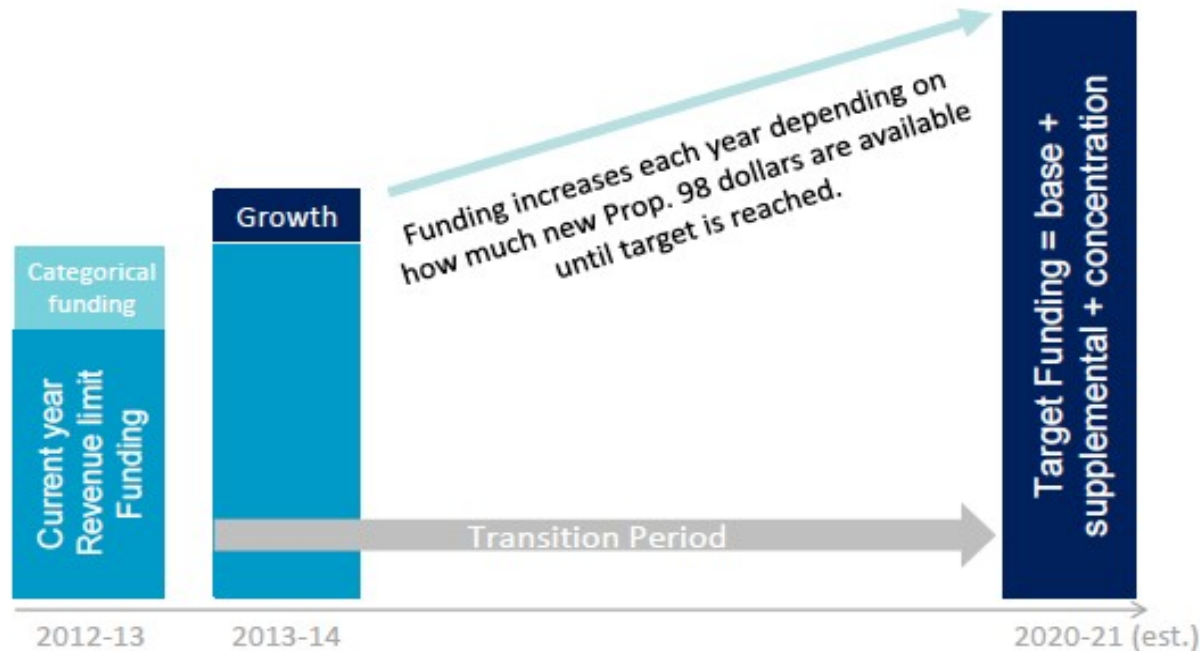 Categorical
funding
Current year
Revenue limit
Funding
Growth
Funding increases each year depending on
how much new Prop. 98 dollars are available
until target is reached.
Transition Period
Target Funding = base +
supplemental + concentration
2012-13
2013-14
2020-21 (est.)